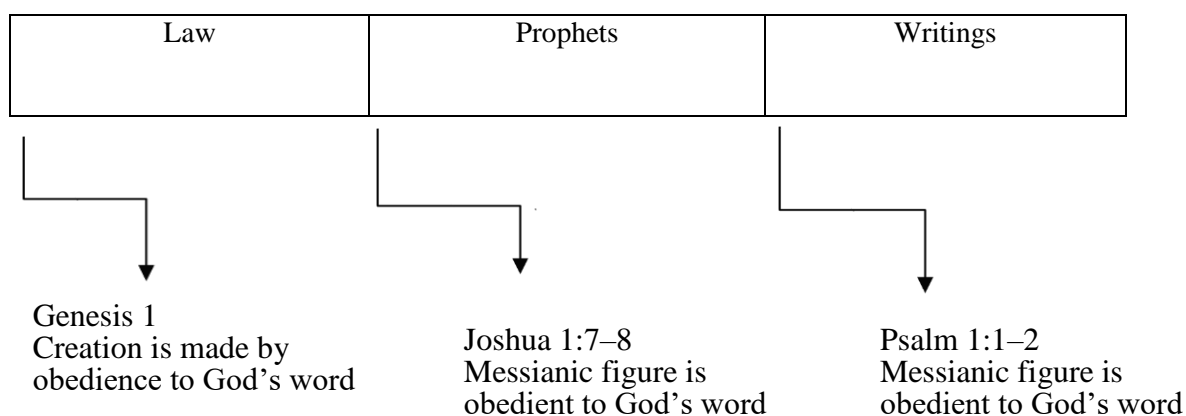 Law
Prophets
Writings
Genesis 1
Creation is made by
obedience to God’s word
Joshua 1:7–8
Messianic figure is
obedient to God’s word
Psalm 1:1–2
Messianic figure is
obedient to God’s word